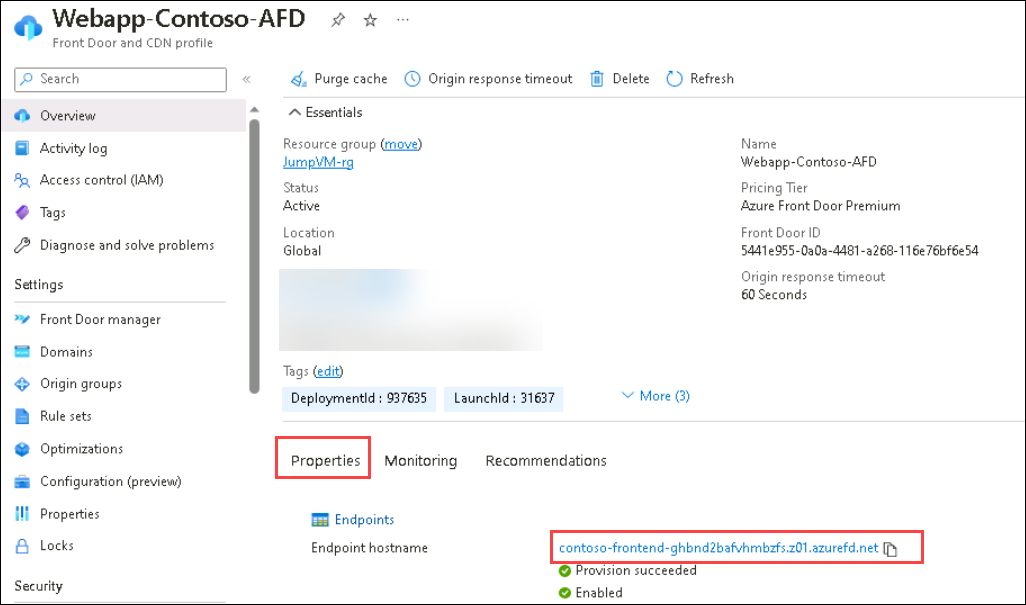 Webapp-Contoso-AFD
Front Door and CDN profile
Search
Overview
Activity log
Access control (IAM)
Tags
Diagnose and solve problems
Settings
Front Door manager
Domains
Origin groups
Rule sets
Optimizations
Configuration (preview)
Properties
Locks
Security
Purge cache Origin response timeout Delete Refresh
Essentials
Resource group (move)
JumpVM-rg
Status
Active
Location
Global
Name
Webapp-Contoso-AFD
Pricing Tier
Azure Front Door Premium
Front Door ID
5441e955-0a0a-4481-a268-116e76bf6e54
Origin response timeout
60 Seconds
Tags (edit)
DeploymentId : 937635 LaunchId : 31637 More (3)
Properties Monitoring Recommendations
Endpoints
Endpoint hostname contoso-frontend-ghbnd2bafvhmbzfs.z01.azurefd.net
Provision succeeded
Enabled